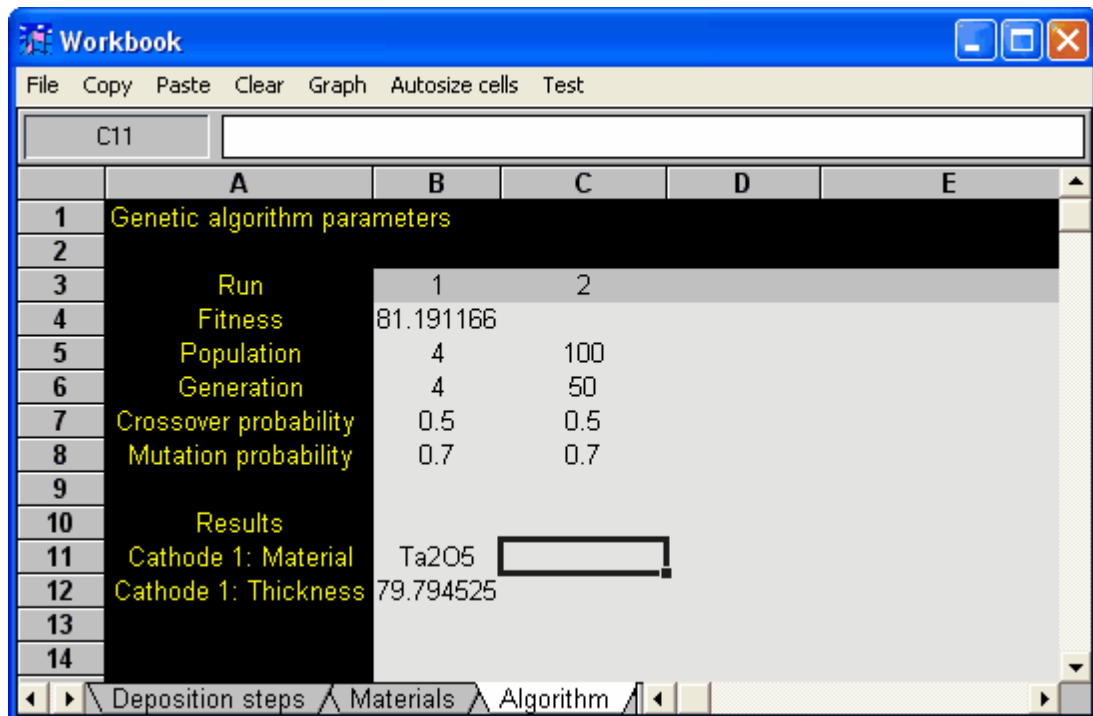 Workbook
File Copy Paste Clear Graph Autosize cells Test
C11
A B C D E
1 Genetic algorithm parameters
2
3 Run 1 2
4 Fitness 81.191166
5 Population 4 100
6 Generation 4 50
7 Crossover probability 0.5 0.5
8 Mutation probability 0.7 0.7
9
10 Results
11 Cathode 1: Material Ta2O5
12 Cathode 1: Thickness 79.794525
13
14
Deposition steps Materials Algorithm